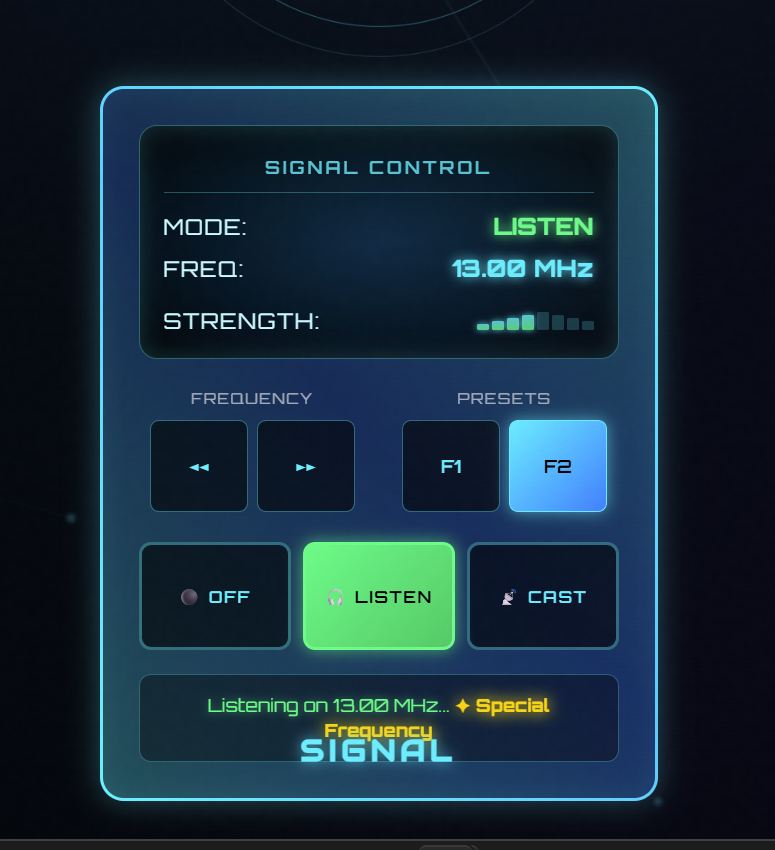 SIGNAL CONTROL
MODE: LISTEN
FREQ: 13.00 MHz
STRENGTH:
FREQUENCY PRESETS
◄◄ ►► F1 F2
OFF LISTEN CAST
Listening on 13.00 MHz... ✦ Special
Frequency
SIGNAL